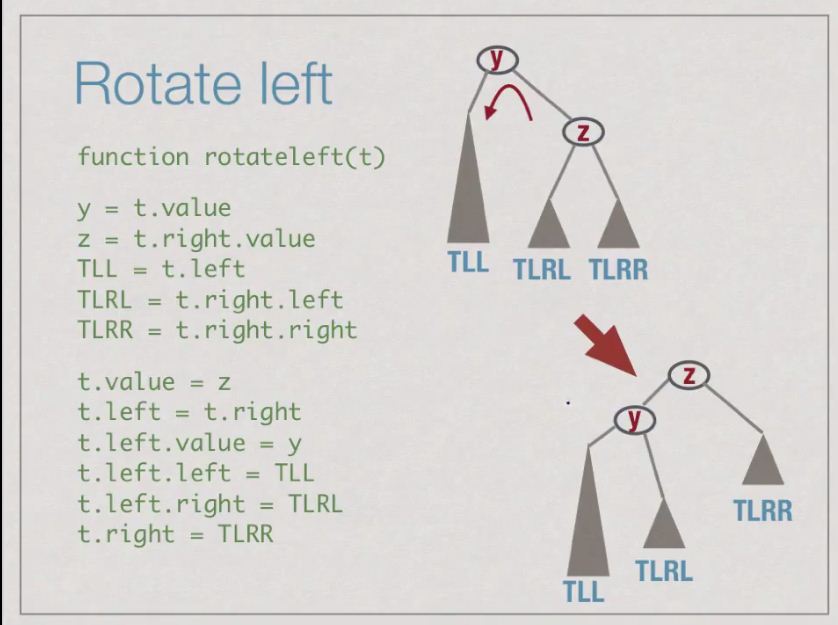 Rotate left
function rotateleft(t)
y = t.value
z = t.right.value
TLL = t.left
TLRL = t.right.left
TLRR = t.right.right
t.value = z
t.left = t.right
t.left.value = y
t.left.left = TLL
t.left.right = TLRL
t.right = TLRR
y
z
TLL TLRL TLRR
z
y
TLRR
TLRL
TLL